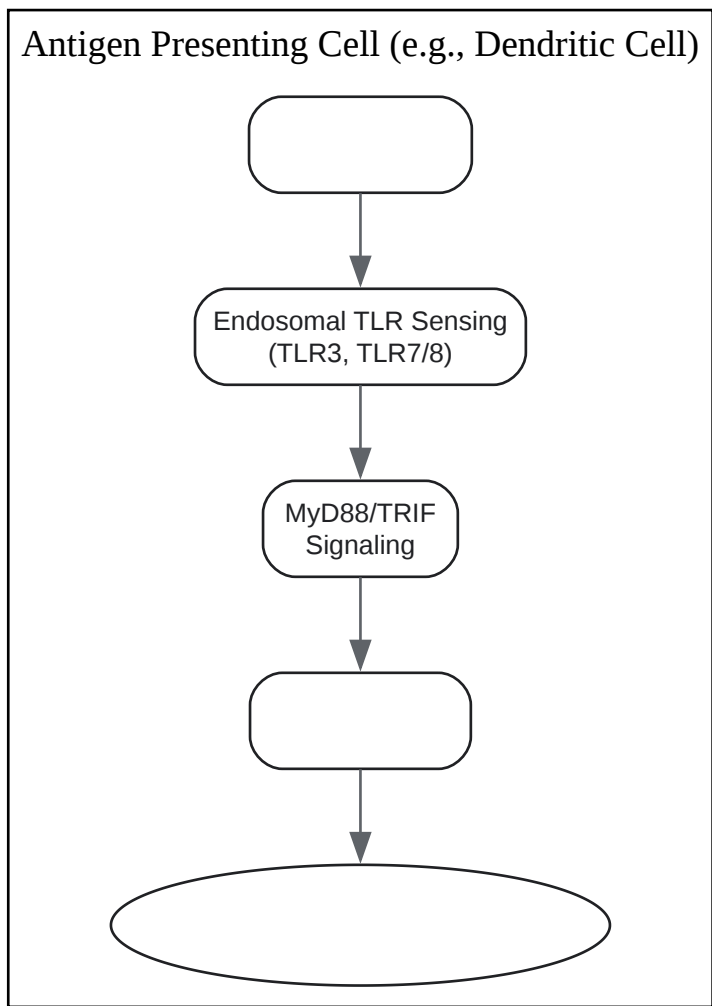 Antigen Presenting Cell (e.g., Dendritic Cell)
Endosomal TLR Sensing
(TLR3, TLR7/8)
MyD88/TRIF
Signaling